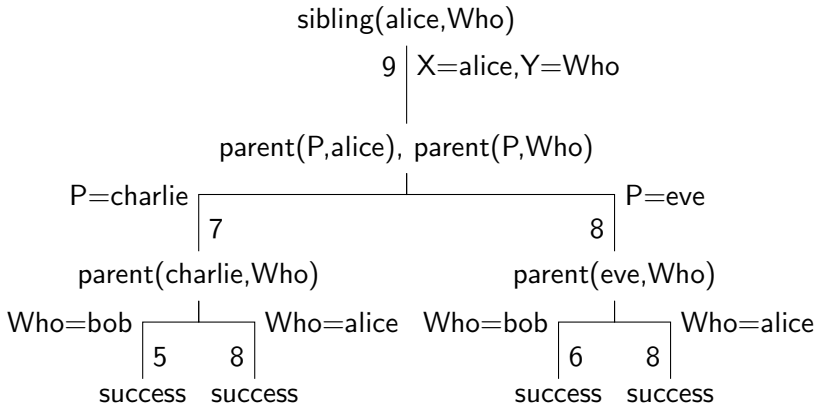 sibling(alice,Who)
9 X=alice,Y=Who
parent(P,alice), parent(P,Who)
P=charlie P=eve
7 8
parent(charlie,Who) parent(eve,Who)
Who=bob Who=alice Who=bob Who=alice
5 8 6 8
success success success success